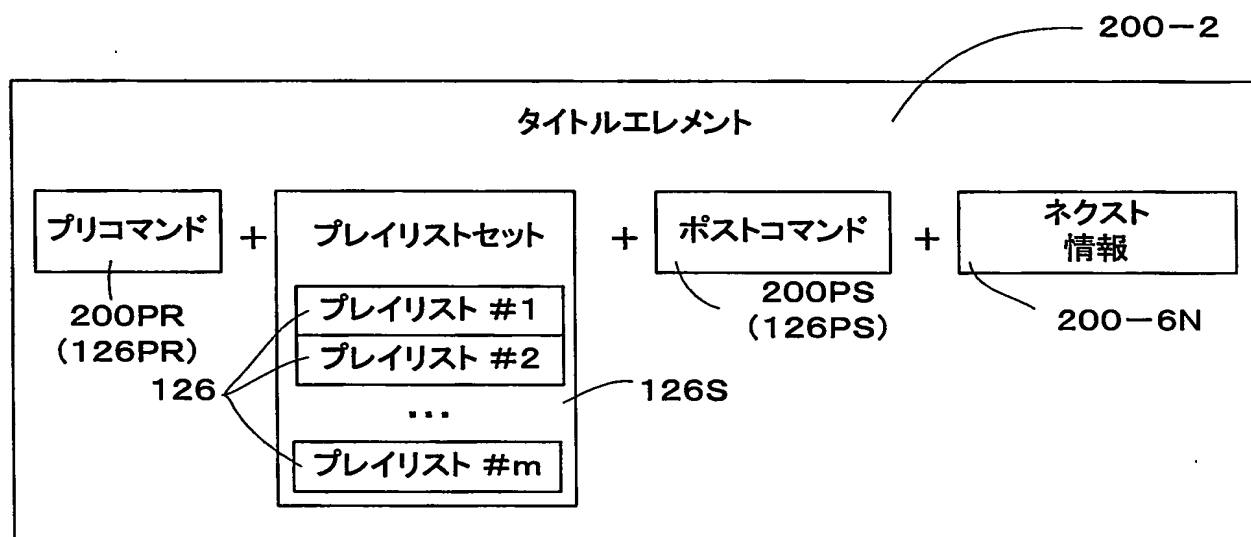 200-2
タイトルエレメント
プリコマンド
+
プレイリストセット
+
ポストコマンド
+
ネクスト
情報
200PR
(126PR)
プレイリスト #1
プレイリスト #2
…
プレイリスト #m
126
126S
200PS
(126PS)
200-6N